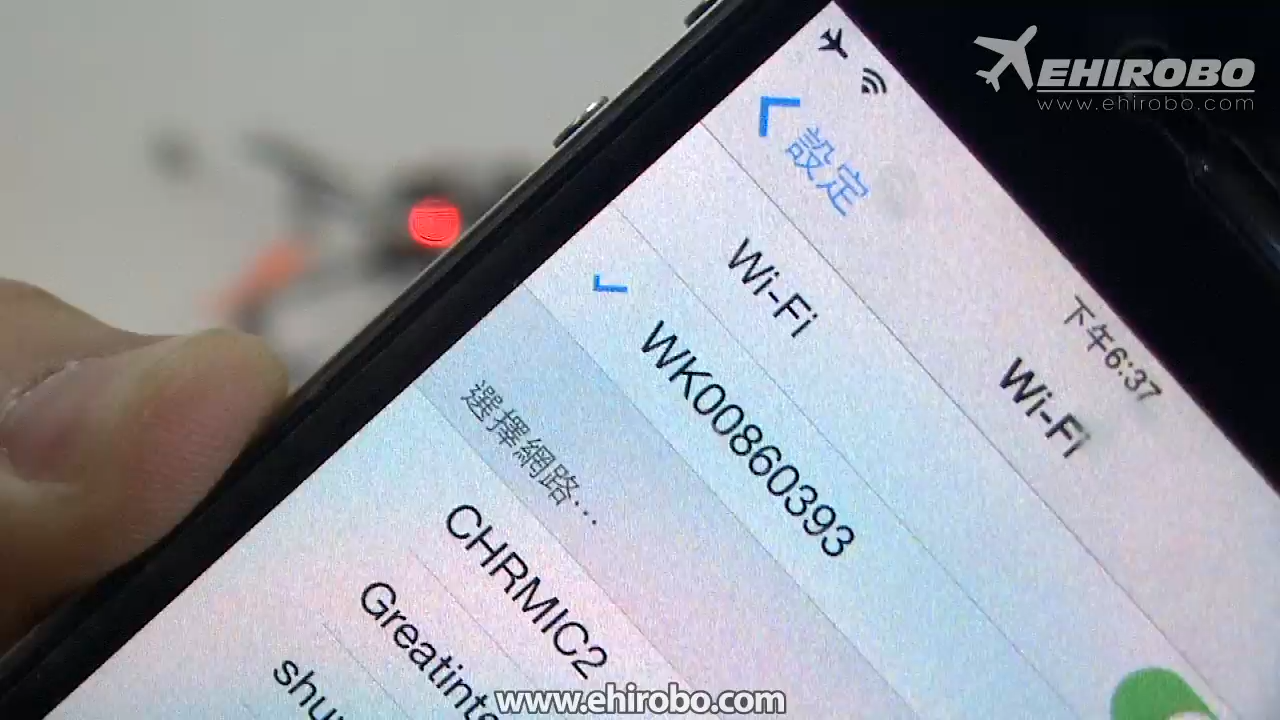 EHIROBO
www.ehirobo.com
設定
下午6:37
Wi-Fi
Wi-Fi
WK00860393
選擇網路...
CHRMIC2
www.ehirobo.com